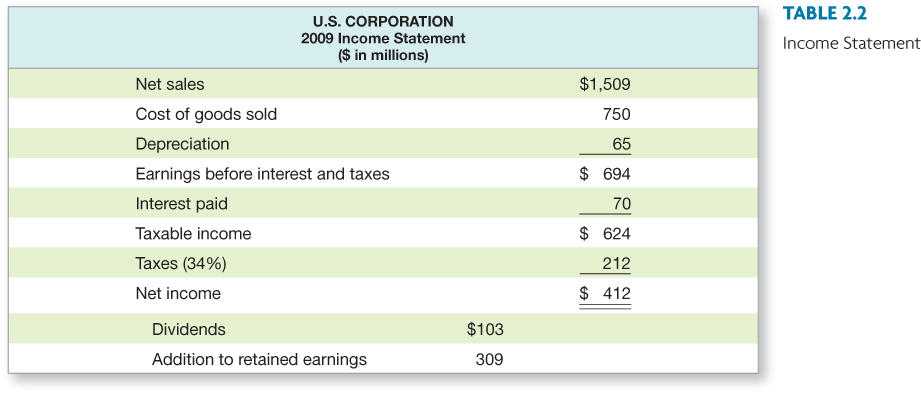 U.S. CORPORATION
2009 Income Statement
($ in millions)
TABLE 2.2
Income Statement
Net sales $1,509
Cost of goods sold 750
Depreciation 65
Earnings before interest and taxes $ 694
Interest paid 70
Taxable income $ 624
Taxes (34%) 212
Net income $ 412
Dividends $103
Addition to retained earnings 309